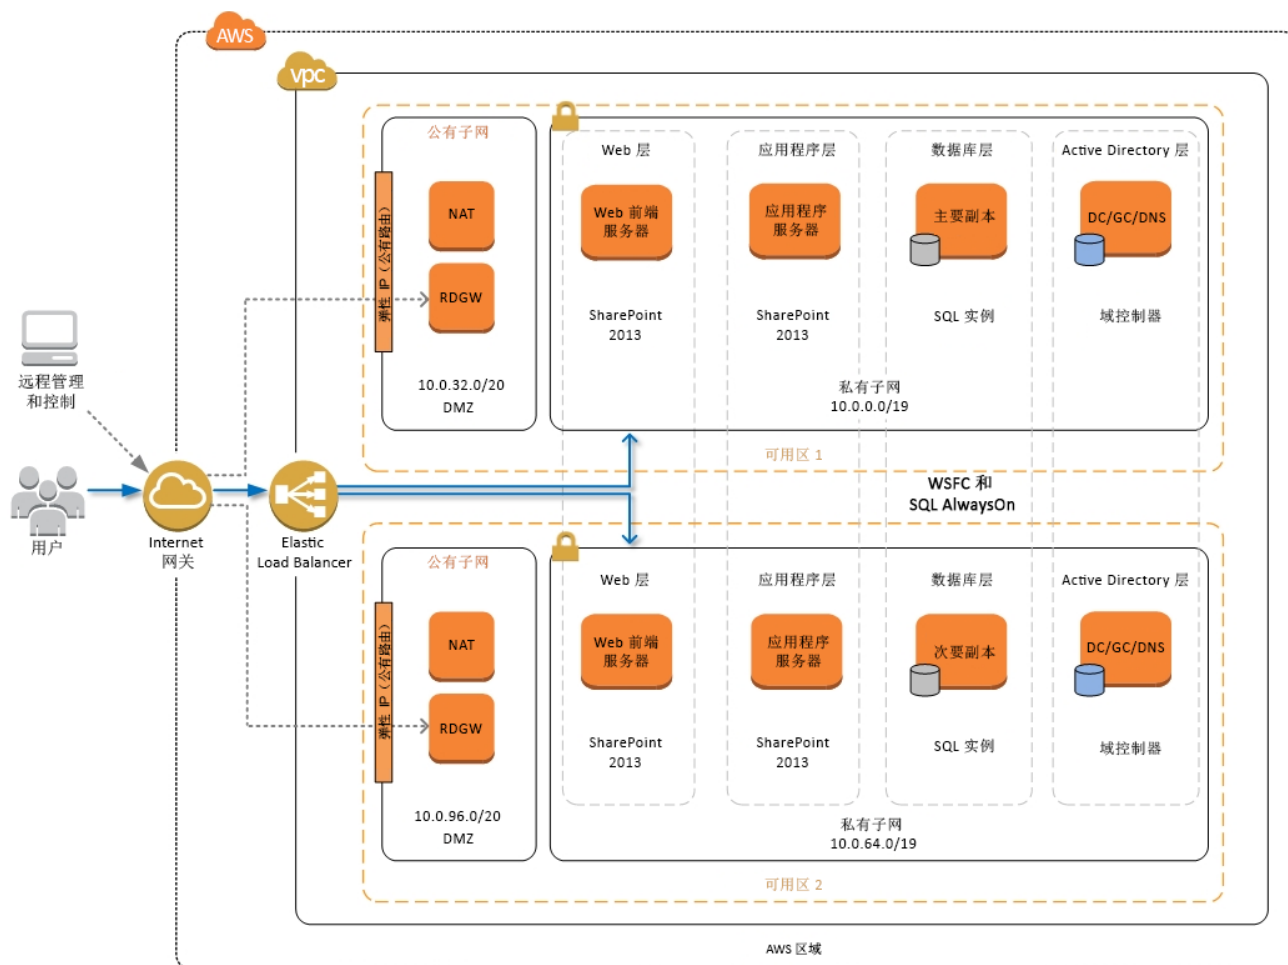 AWS
vpc
公有子网
NAT
RDGW
弹性 IP（公有路由）
10.0.32.0/20
DMZ
Web 层
Web 前端
服务器
SharePoint
2013
应用程序层
应用程序
服务器
SharePoint
2013
数据库层
主要副本
SQL 实例
Active Directory 层
DC/GC/DNS
域控制器
私有子网
10.0.0.0/19
可用区 1
远程管理
和控制
用户
Internet
网关
Elastic
Load Balancer
WSFC 和
SQL AlwaysOn
公有子网
NAT
RDGW
弹性 IP（公有路由）
10.0.96.0/20
DMZ
Web 层
Web 前端
服务器
SharePoint
2013
应用程序层
应用程序
服务器
SharePoint
2013
数据库层
次要副本
SQL 实例
Active Directory 层
DC/GC/DNS
域控制器
私有子网
10.0.64.0/19
可用区 2
AWS 区域